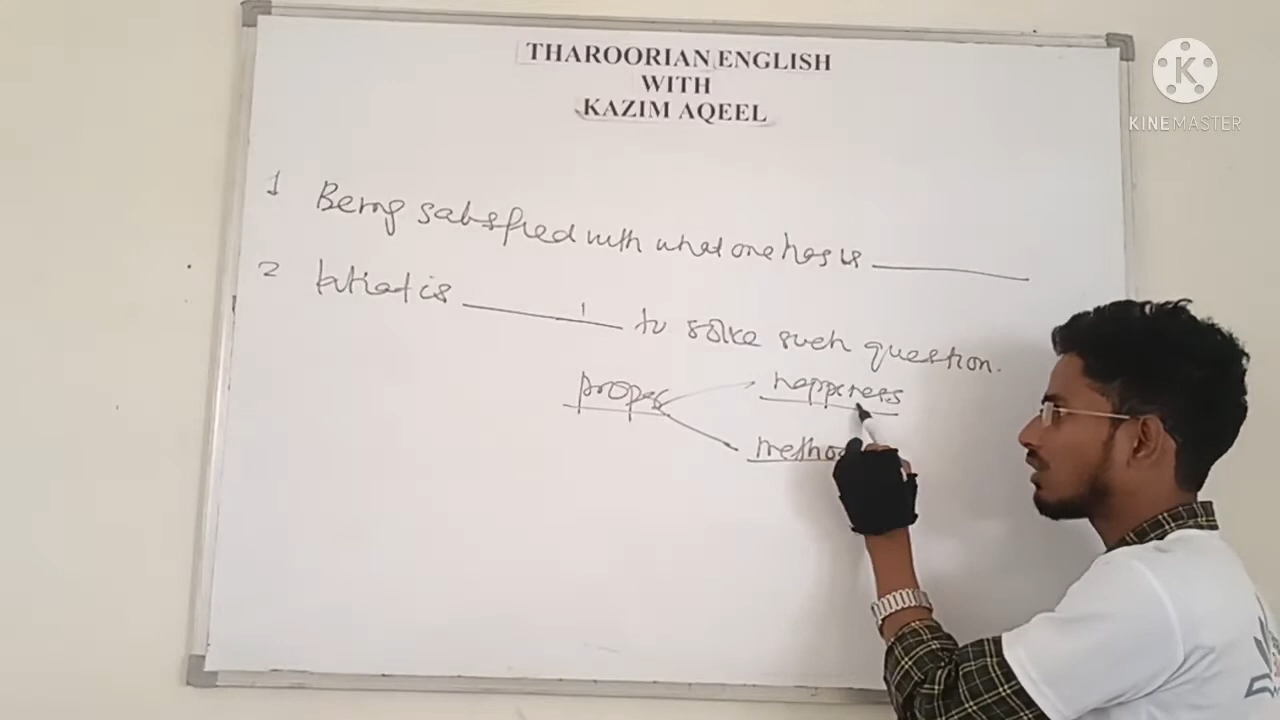 THAROORIAN ENGLISH
WITH
KAZIM AQEEL
K
KINEMASTER
1 Being satisfied with what one has is
2 What is to solve such question.
proper happiness
metho